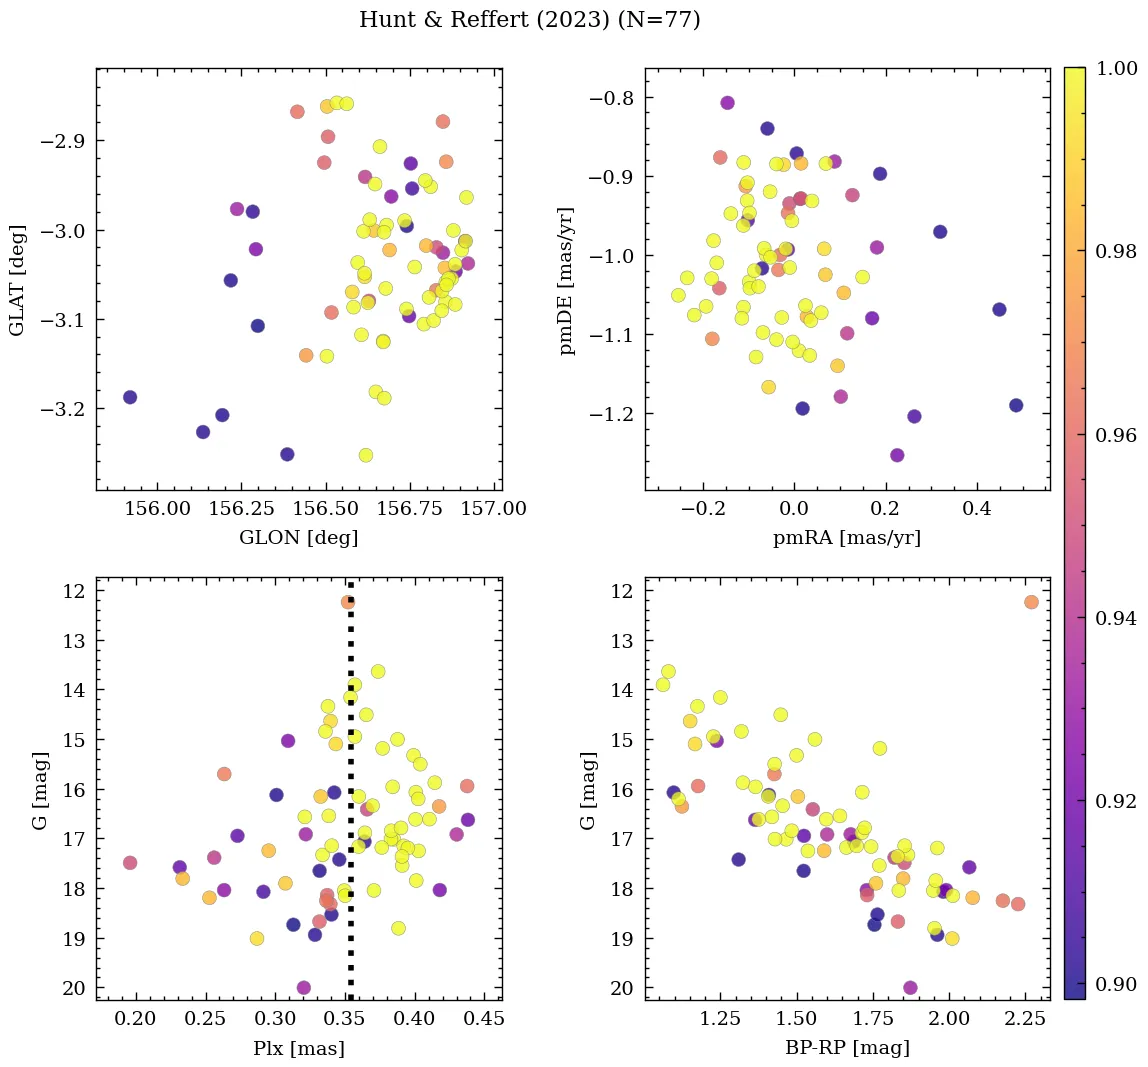 Hunt & Reffert (2023) (N=77)
−2.9
−3.0
−3.1
−3.2
GLAT [deg]
156.00 156.25 156.50 156.75 157.00
GLON [deg]
−0.8
−0.9
−1.0
−1.1
−1.2
pmDE [mas/yr]
−0.2 0.0 0.2 0.4
pmRA [mas/yr]
12
13
14
15
16
17
18
19
20
G [mag]
0.20 0.25 0.30 0.35 0.40 0.45
Plx [mas]
12
13
14
15
16
17
18
19
20
G [mag]
1.25 1.50 1.75 2.00 2.25
BP-RP [mag]
1.00
0.98
0.96
0.94
0.92
0.90